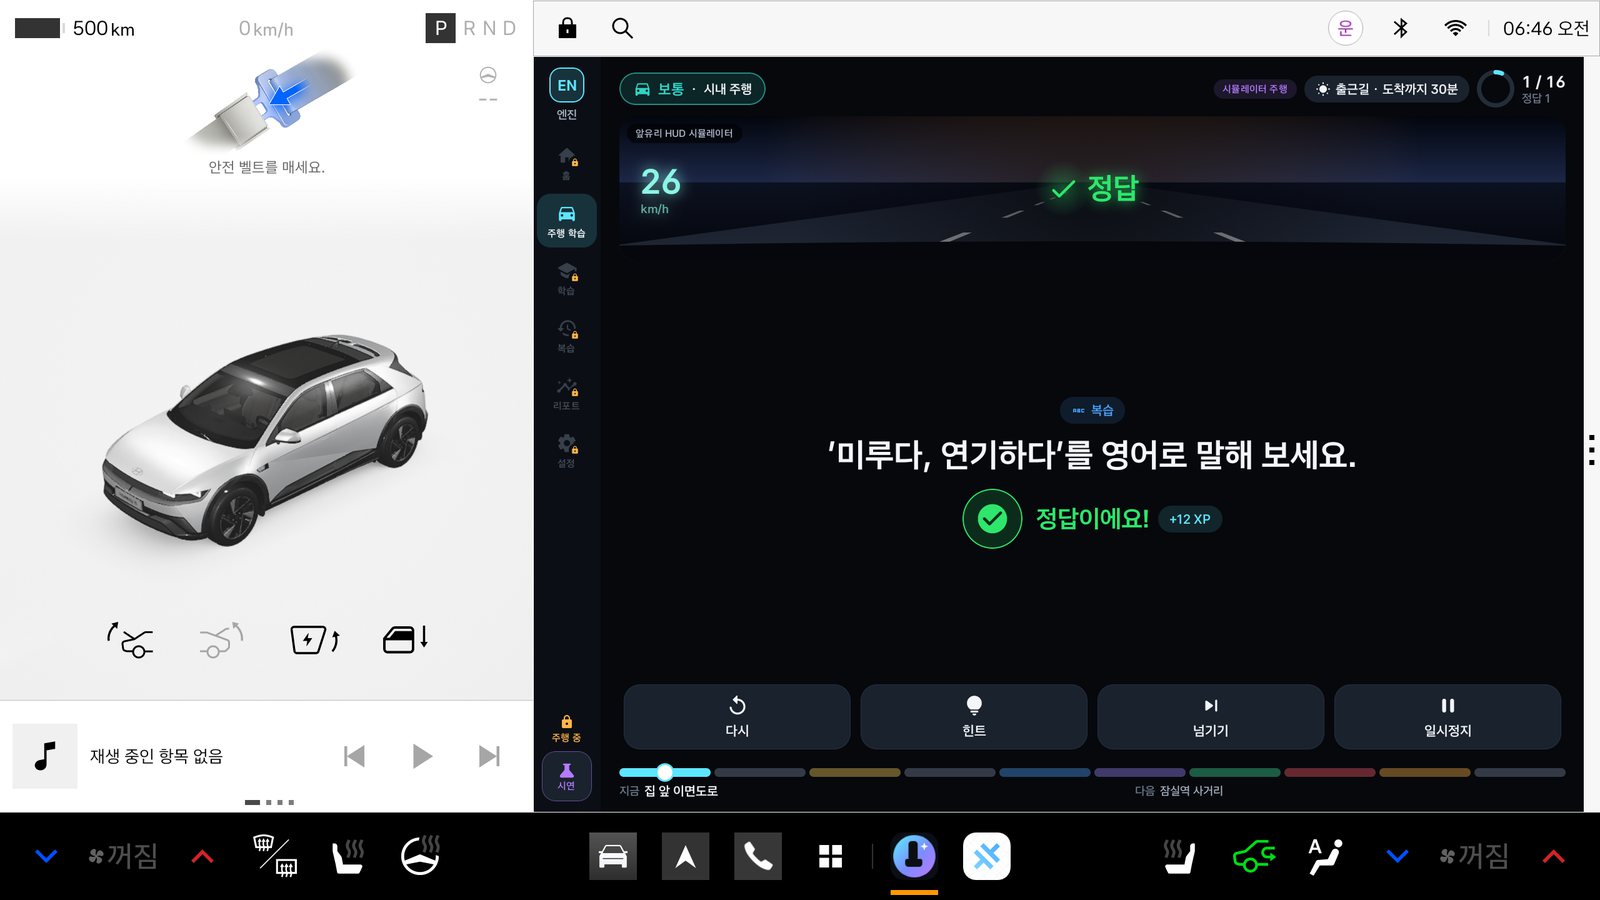 500 km
0 km/h
P R N D
06:46 오전
운
안전 벨트를 매세요.
--
재생 중인 항목 없음
EN
엔진
홈
주행 학습
학습
복습
리포트
설정
주행 중
시연
보통 · 시내 주행
시뮬레이터 주행
출근길 · 도착까지 30분
1 / 16
정답 1
앞유리 HUD 시뮬레이터
26
km/h
정답
ABC 복습
'미루다, 연기하다'를 영어로 말해 보세요.
정답이에요!
+12 XP
다시
힌트
넘기기
일시정지
지금 집 앞 이면도로
다음 잠실역 사거리
꺼짐
A
꺼짐